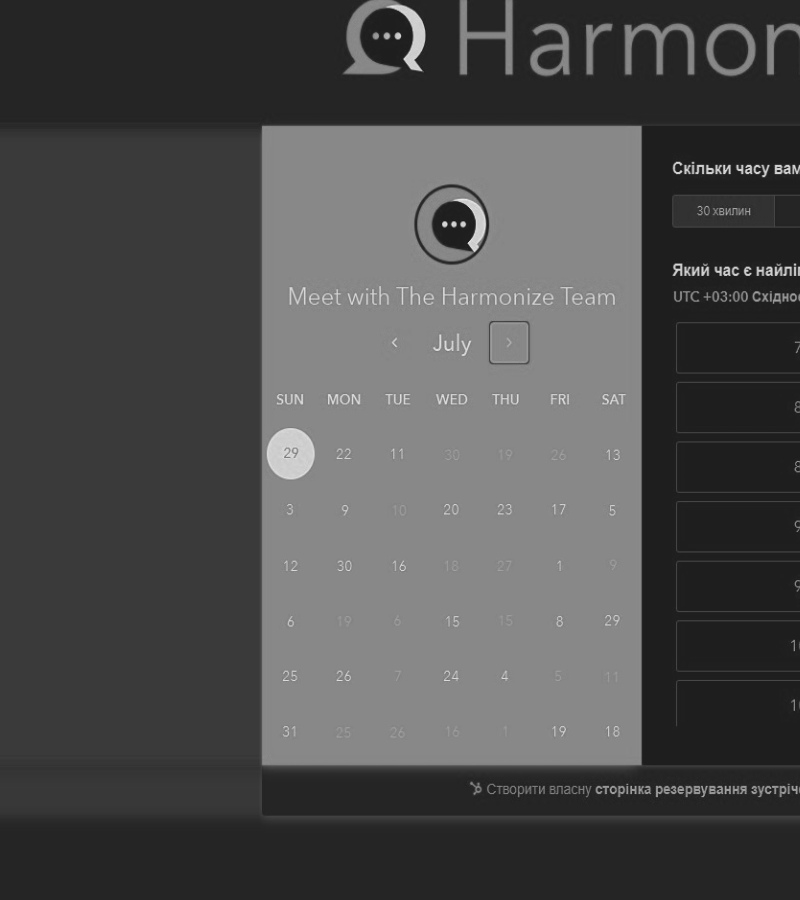 Harmon
Meet with The Harmonize Team
July
SUN MON TUE WED THU FRI SAT
29 22 11 30 19 26 13
3 9 10 20 23 17 5
12 30 16 18 27 1 9
6 19 6 15 15 8 29
25 26 7 24 4 5 11
31 25 26 16 1 19 18
Скільки часу вам
30 хвилин
Який час є найлі
UTC +03:00 Східно
7
8
8
9
9
1
1
Створити власну сторінка резервування зустріч